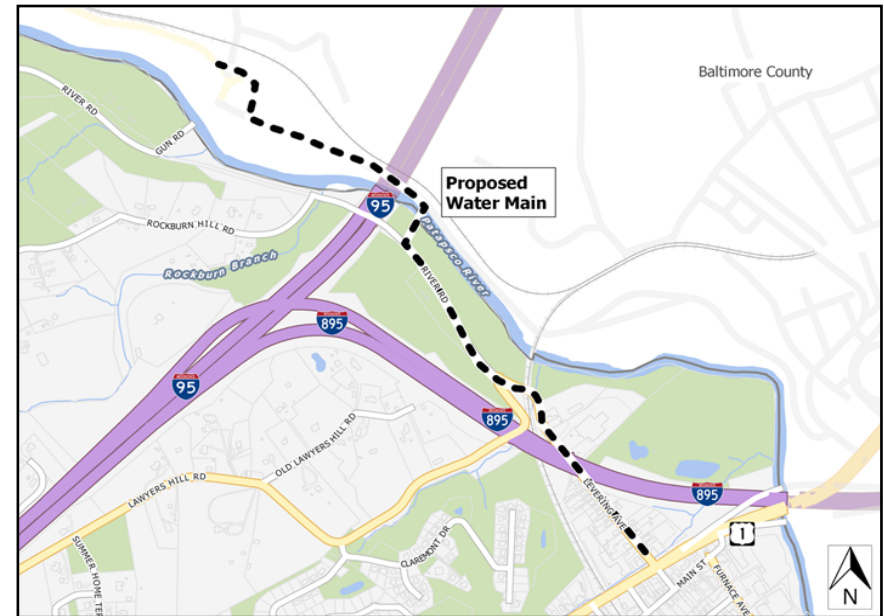 Baltimore County
RIVER RD
GUN RD
Proposed
Water Main
95
ROCKBURN HILL RD
Patapsco River
Rockburn Branch
RIVER RD
895
95
895
OLD LAWYERS HILL RD
LAWYERS HILL RD
LEVERING AVE
895
1
CLAREMONT DR
SUMMER HOME TER
MAIN ST
FURNACE AVE
N